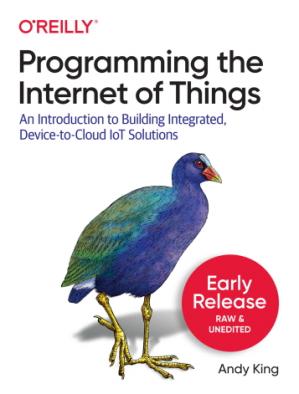 O'REILLY®
Programming the
Internet of Things
An Introduction to Building Integrated,
Device-to-Cloud IoT Solutions
Early
Release
RAW &
UNEDITED
Andy King